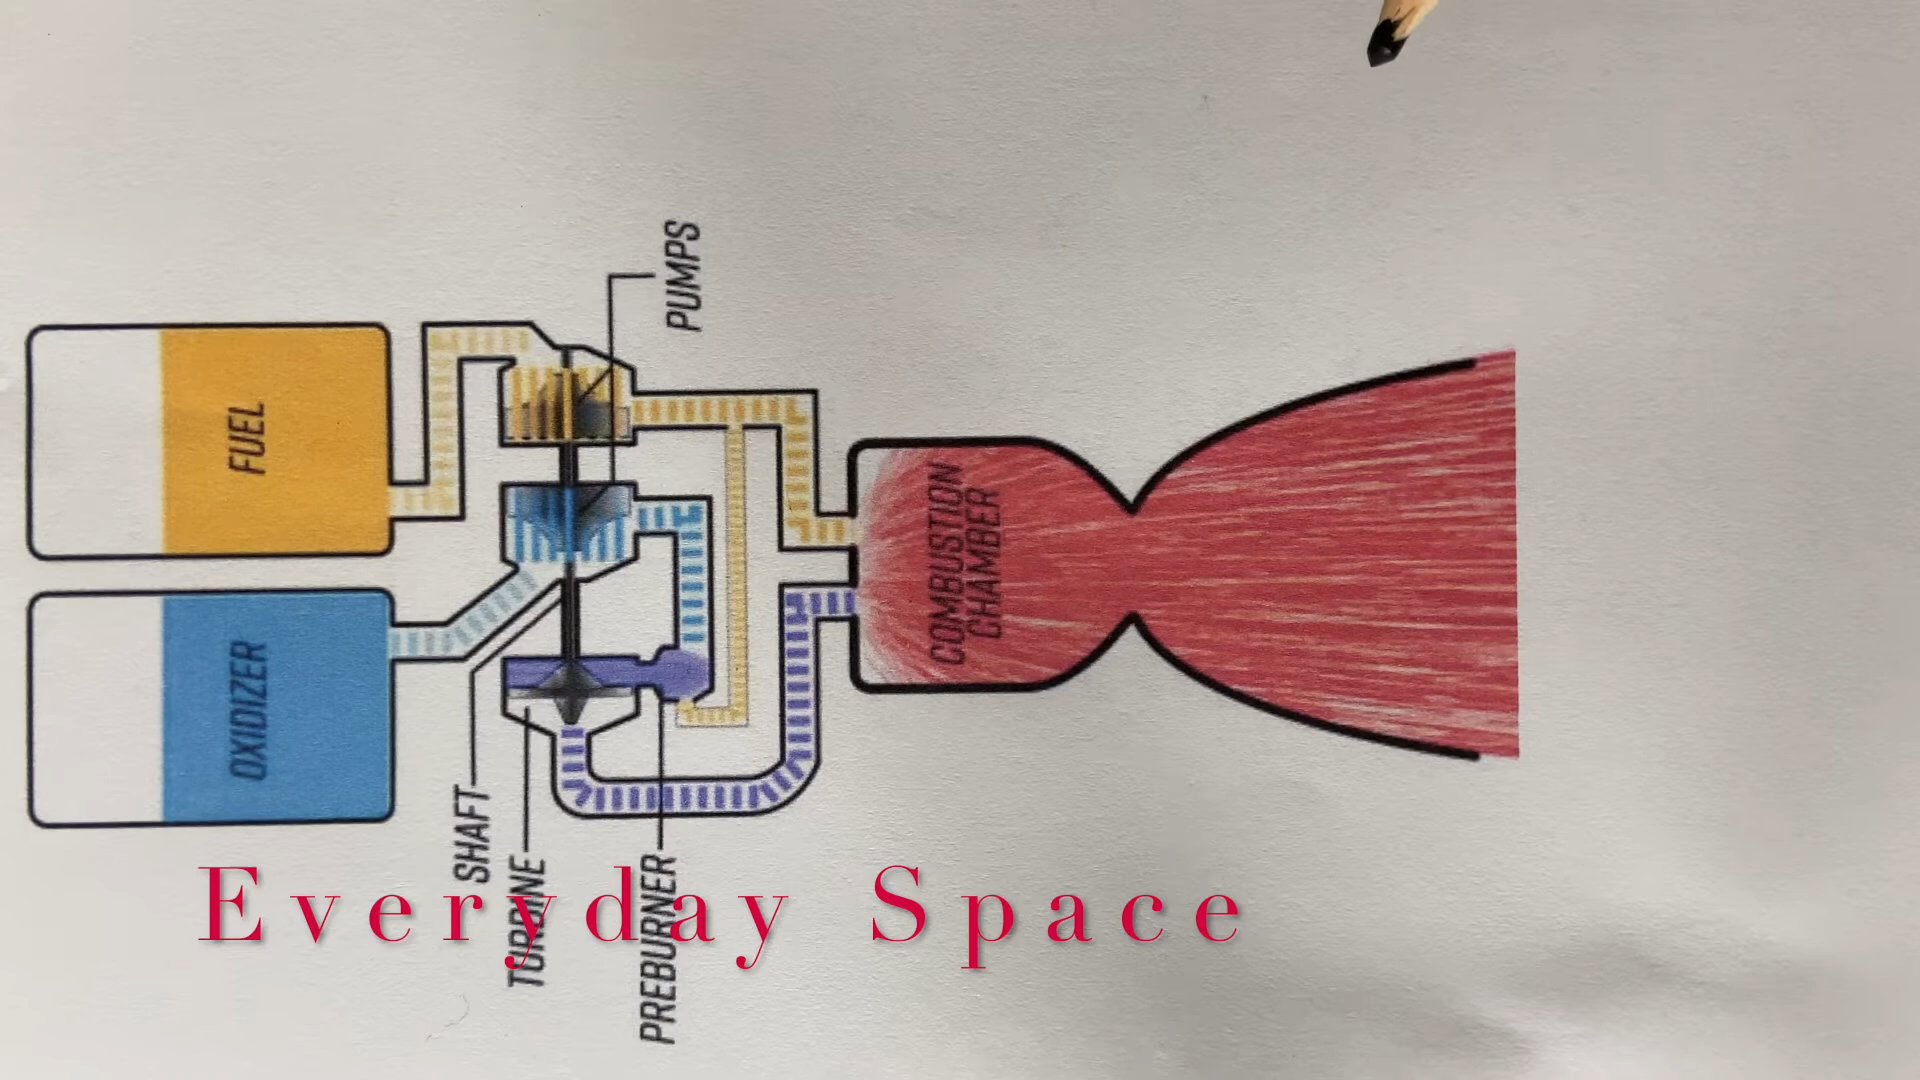 FUEL
OXIDIZER
PUMPS
SHAFT
TURBINE
PREBURNER
COMBUSTION
CHAMBER
Everyday Space